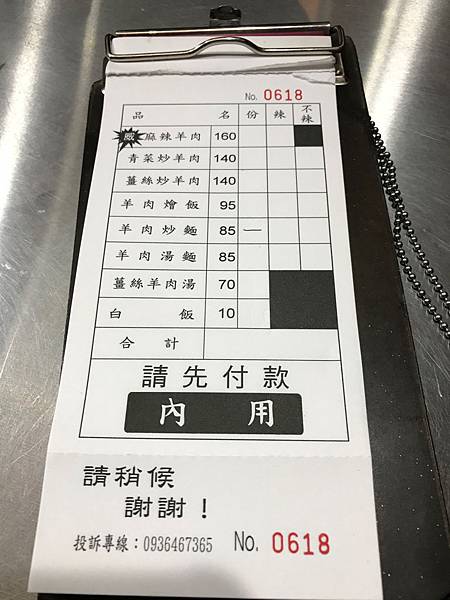 No. 0618
品 名 份 辣 不辣
麻辣羊肉 160
青菜炒羊肉 140
薑絲炒羊肉 140
羊肉燴飯 95
羊肉炒麵 85 一
羊肉湯麵 85
薑絲羊肉湯 70
白飯 10
合計
請先付款
內用
請稍候
謝謝！
投訴專線：0936467365 No. 0618